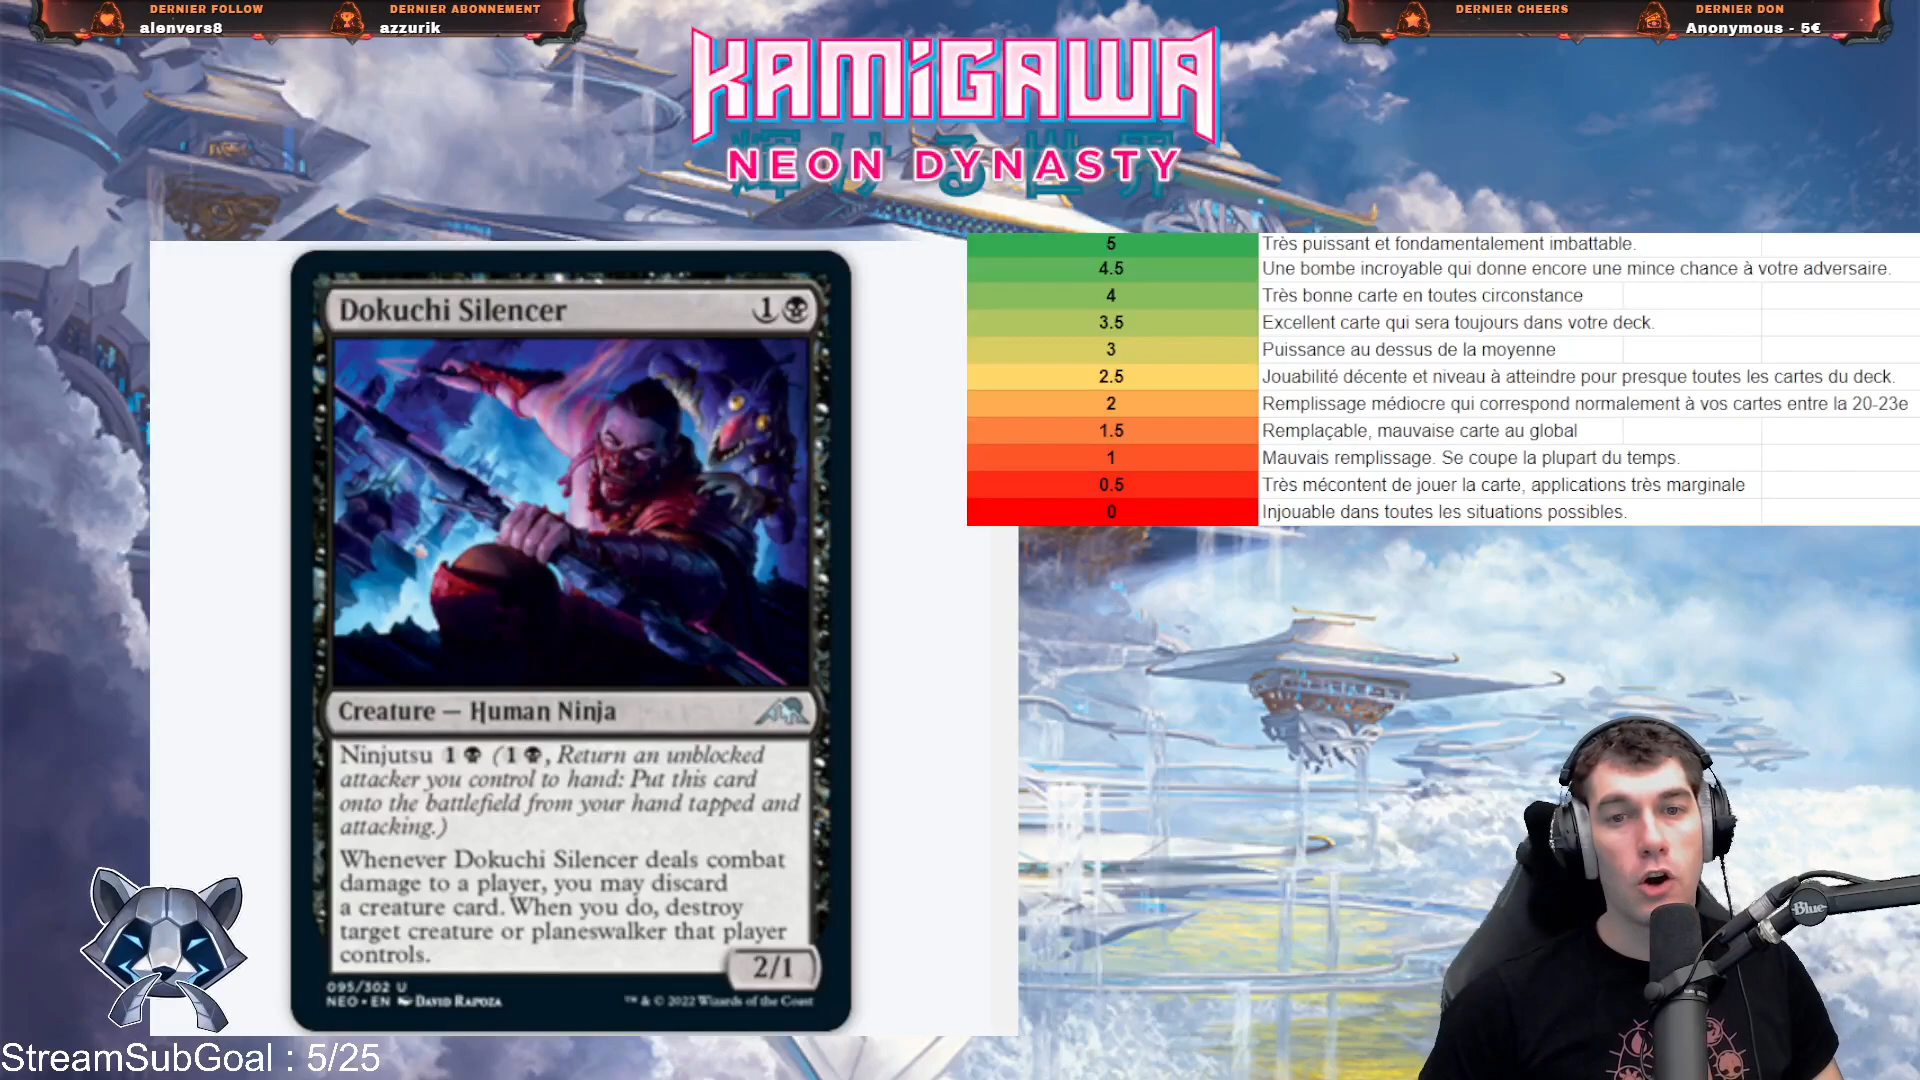 DERNIER FOLLOW
alenvers8
DERNIER ABONNEMENT
azzurik
DERNIER CHEERS
DERNIER DON
Anonymous - 5€
KAMIGAWA
NEON DYNASTY
Dokuchi Silencer 1
Creature — Human Ninja
Ninjutsu 1 (1, Return an unblocked
attacker you control to hand: Put this card
onto the battlefield from your hand tapped and
attacking.)
Whenever Dokuchi Silencer deals combat
damage to a player, you may discard
a creature card. When you do, destroy
target creature or planeswalker that player
controls.
2/1
095/302 U
NEO • EN DAVID RAPOZA
™ & © 2022 Wizards of the Coast
5 Très puissant et fondamentalement imbattable.
4.5 Une bombe incroyable qui donne encore une mince chance à votre adversaire.
4 Très bonne carte en toutes circonstance
3.5 Excellent carte qui sera toujours dans votre deck.
3 Puissance au dessus de la moyenne
2.5 Jouabilité décente et niveau à atteindre pour presque toutes les cartes du deck.
2 Remplissage médiocre qui correspond normalement à vos cartes entre la 20-23e
1.5 Remplaçable, mauvaise carte au global
1 Mauvais remplissage. Se coupe la plupart du temps.
0.5 Très mécontent de jouer la carte, applications très marginale
0 Injouable dans toutes les situations possibles.
Blue
StreamSubGoal : 5/25